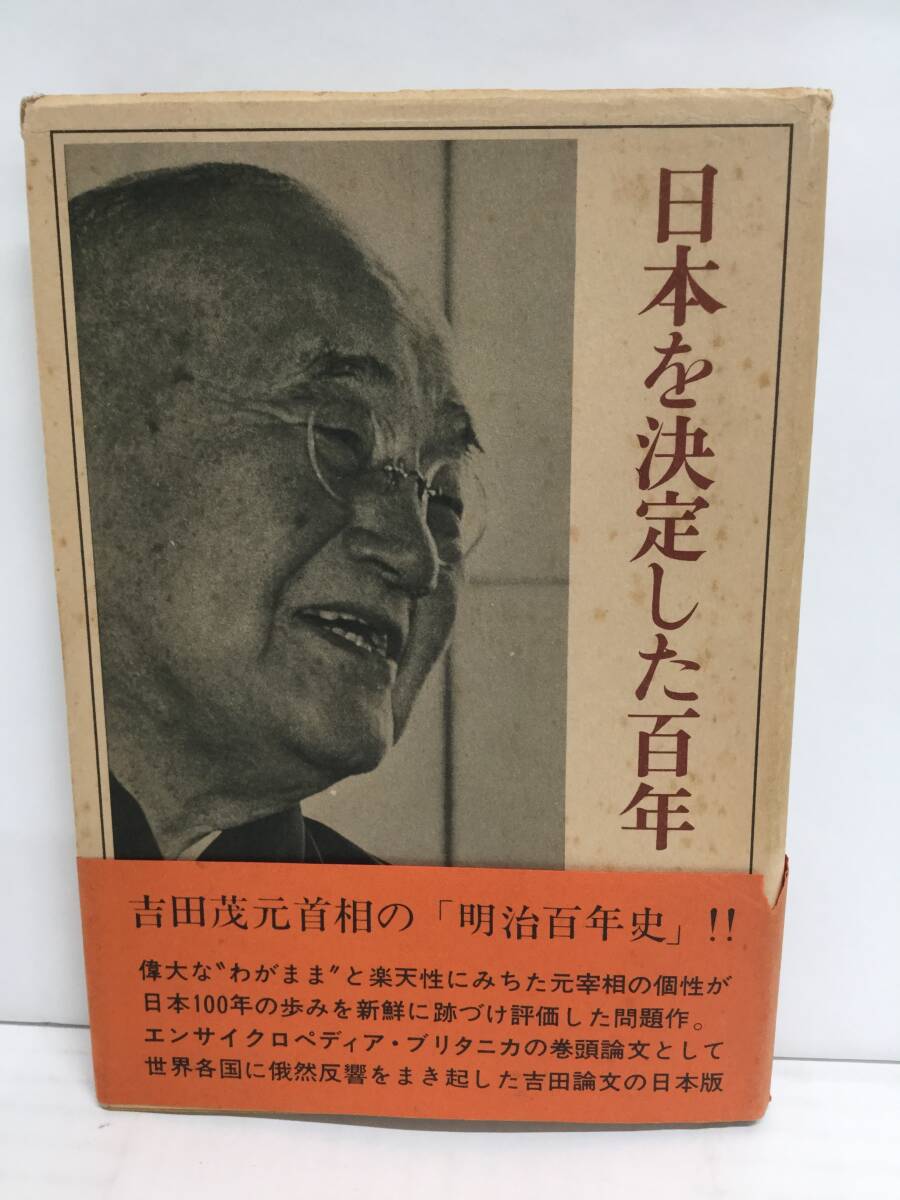 日本を決定した百年
吉田茂元首相の「明治百年史」!!
偉大な〝わがまま〟と楽天性にみちた元宰相の個性が
日本100年の歩みを新鮮に跡づけ評価した問題作。
エンサイクロペディア・ブリタニカの巻頭論文として
世界各国に俄然反響をまき起した吉田論文の日本版